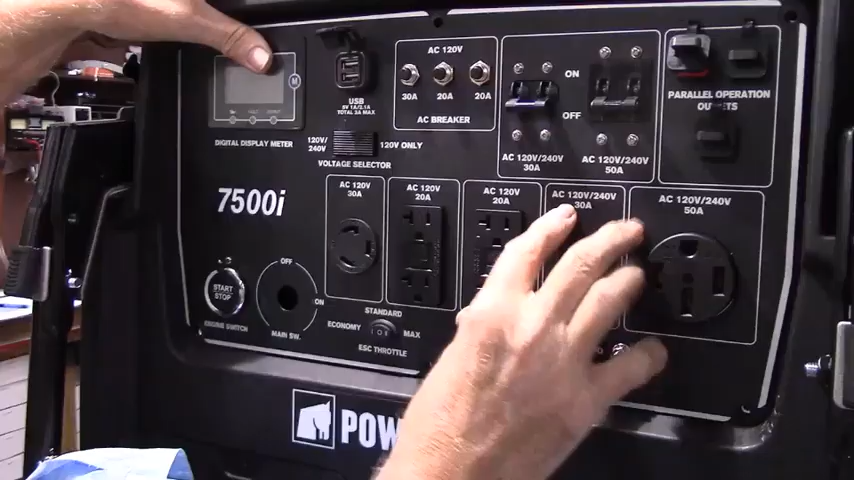 USB
5V 1A/2.1A
TOTAL 3A MAX
AC 120V
30A
20A
20A
AC BREAKER
ON
OFF
AC 120V/240V
30A
AC 120V/240V
50A
PARALLEL OPERATION
OUTLETS
M
DIGITAL DISPLAY METER
120V/
240V
120V ONLY
VOLTAGE SELECTOR
7500i
AC 120V
30A
AC 120V
20A
AC 120V
20A
AC 120V/240V
30A
AC 120V/240V
50A
START
STOP
ENGINE SWITCH
OFF
ON
MAIN SW.
STANDARD
ECONOMY
MAX
ESC THROTTLE
POW